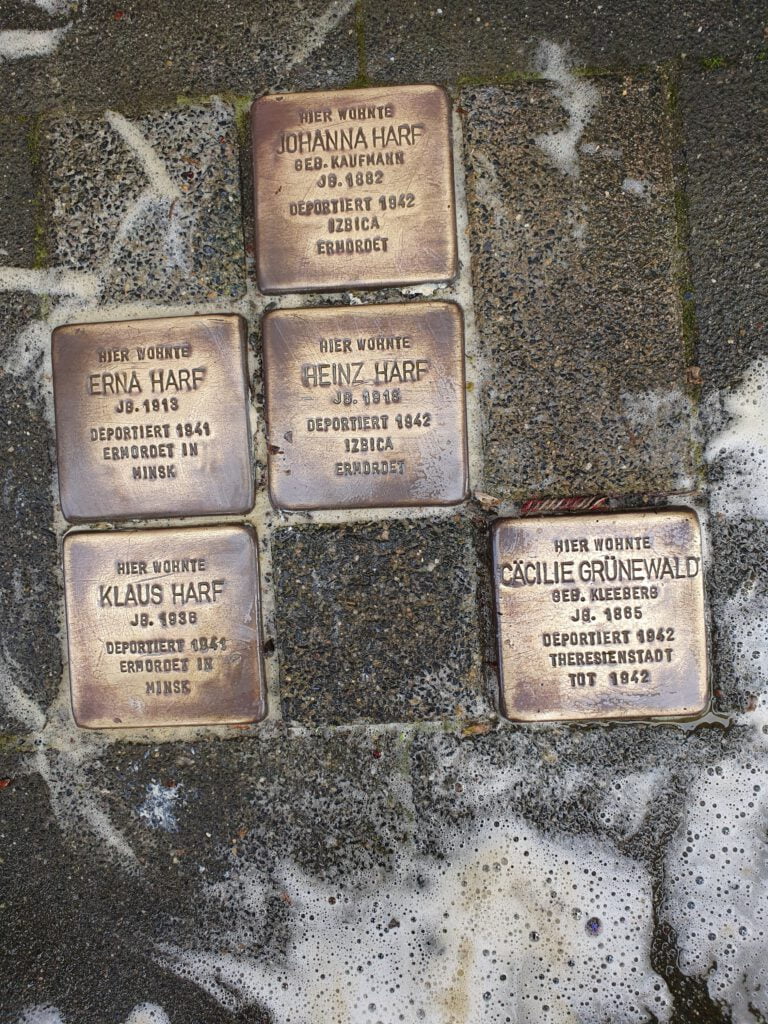 HIER WOHNTE
JOHANNA HARF
GEB. KAUFMANN
JG. 1882
DEPORTIERT 1942
IZBICA
ERMORDET
HIER WOHNTE
ERNA HARF
JG. 1913
DEPORTIERT 1941
ERMORDET IN
MINSK
HIER WOHNTE
HEINZ HARF
JG. 1916
DEPORTIERT 1942
IZBICA
ERMORDET
HIER WOHNTE
KLAUS HARF
JG. 1938
DEPORTIERT 1941
ERMORDET IN
MINSK
HIER WOHNTE
CÄCILIE GRÜNEWALD
GEB. KLEEBERG
JG. 1865
DEPORTIERT 1942
THERESIENSTADT
TOT 1942